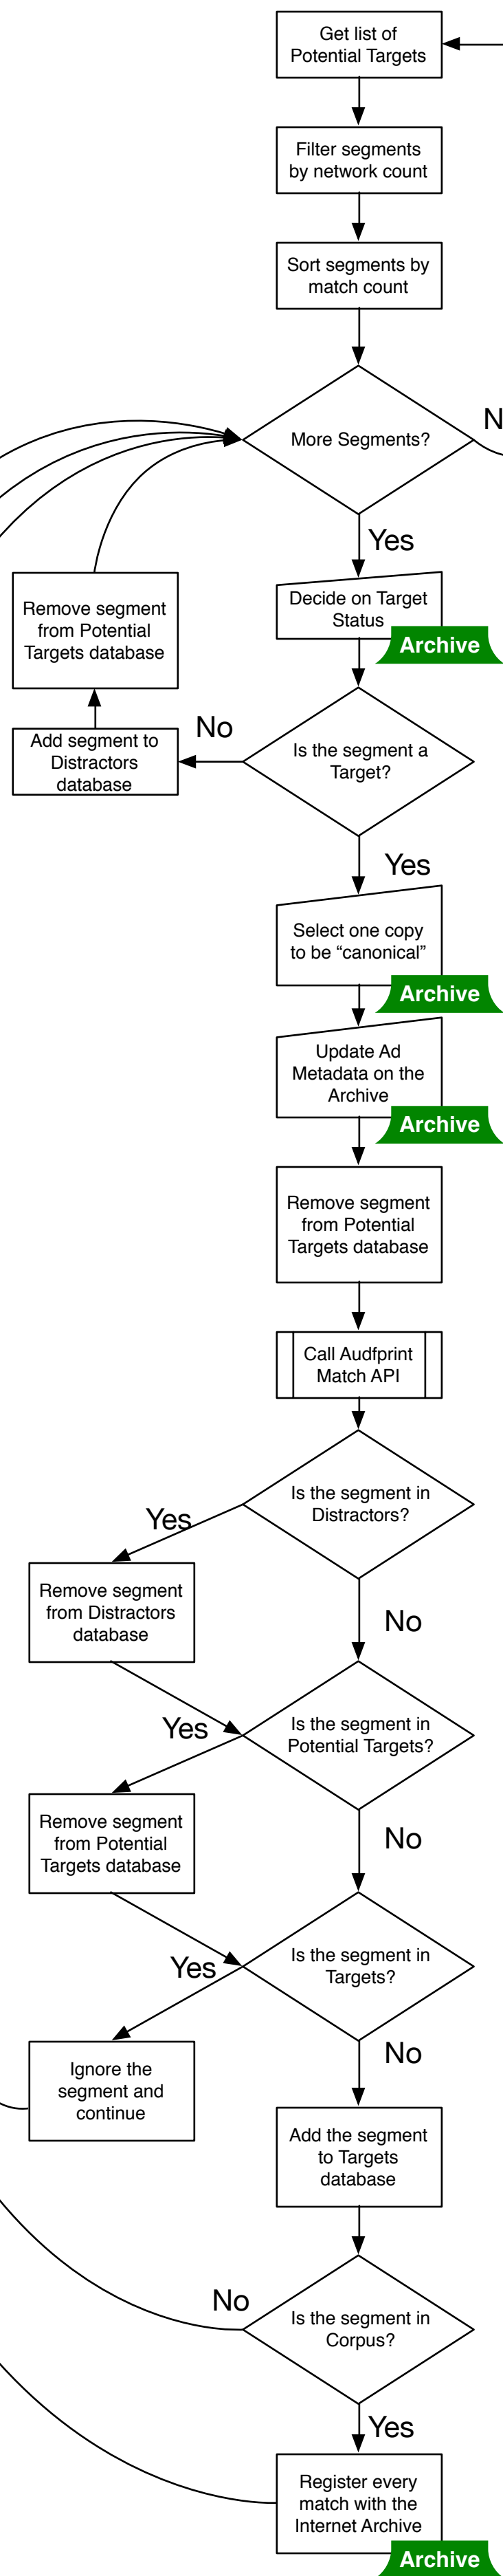 Get list of
Potential Targets
Filter segments
by network count
Sort segments by
match count
More Segments?
N
Yes
Decide on Target
Status
Archive
Remove segment
from Potential
Targets database
Add segment to
Distractors
database
No
Is the segment a
Target?
Yes
Select one copy
to be “canonical”
Archive
Update Ad
Metadata on the
Archive
Archive
Remove segment
from Potential
Targets database
Call Audfprint
Match API
Is the segment in
Distractors?
Yes
Remove segment
from Distractors
database
No
Is the segment in
Potential Targets?
Yes
Remove segment
from Potential
Targets database
No
Is the segment in
Targets?
Yes
Ignore the
segment and
continue
No
Add the segment
to Targets
database
Is the segment in
Corpus?
No
Yes
Register every
match with the
Internet Archive
Archive